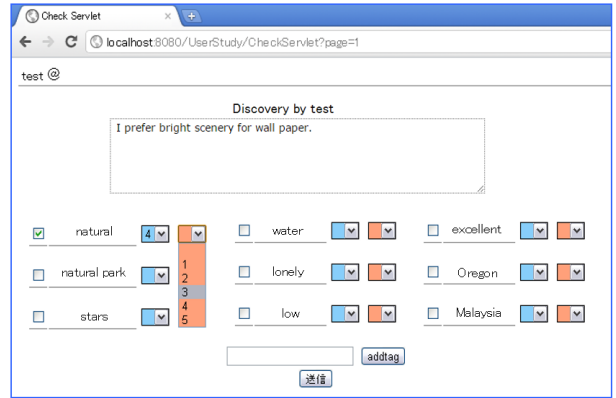 Check Servlet
localhost:8080/UserStudy/CheckServlet?page=1
test @
Discovery by test
I prefer bright scenery for wall paper.
natural 4 water excellent
1
2
3
4
5
natural park lonely Oregon
stars low Malaysia
addtag
送信